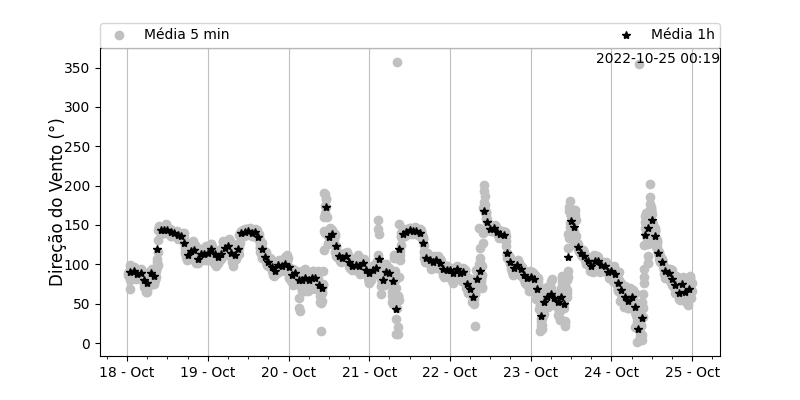 Média 5 min
Média 1h
2022-10-25 00:19
Direção do Vento (°)
350
300
250
200
150
100
50
0
18 - Oct
19 - Oct
20 - Oct
21 - Oct
22 - Oct
23 - Oct
24 - Oct
25 - Oct